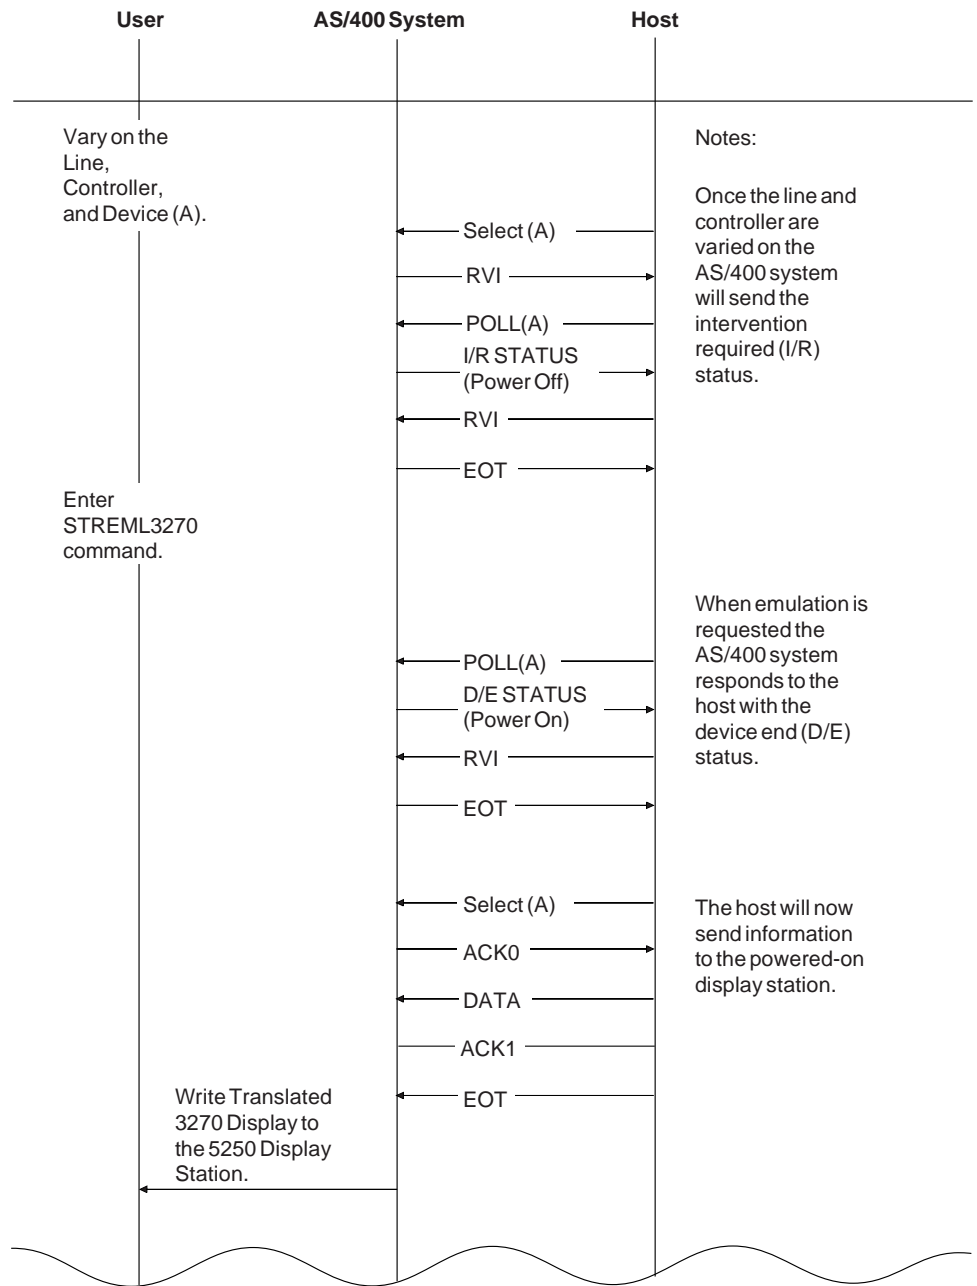 User AS/400 System Host
Vary on the
Line,
Controller,
and Device (A).
Notes:
Once the line and
controller are
varied on the
AS/400 system
will send the
intervention
required (I/R)
status.
Select (A)
RVI
POLL(A)
I/R STATUS
(Power Off)
RVI
EOT
Enter
STREML3270
command.
When emulation is
requested the
AS/400 system
responds to the
host with the
device end (D/E)
status.
POLL(A)
D/E STATUS
(Power On)
RVI
EOT
Select (A)
ACK0
DATA
ACK1
EOT
The host will now
send information
to the powered-on
display station.
Write Translated
3270 Display to
the 5250 Display
Station.